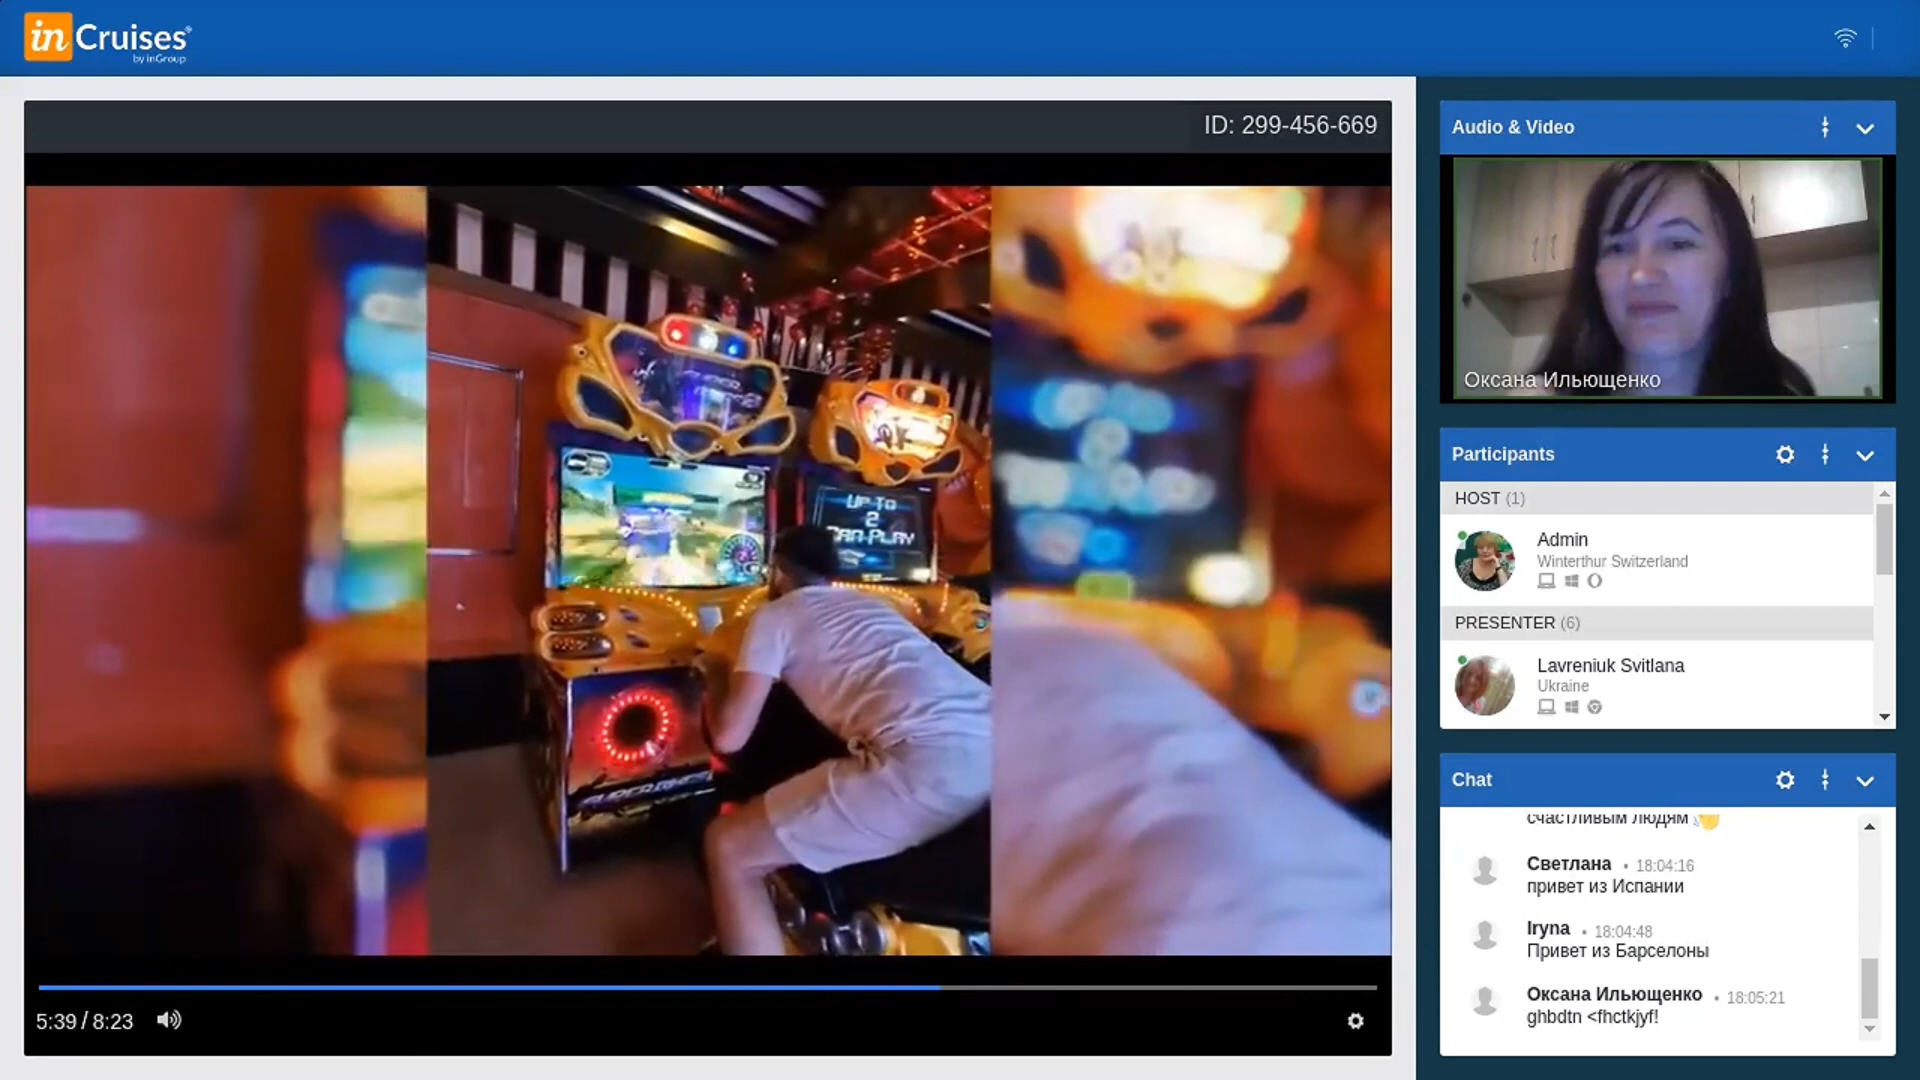 in Cruises®
by inGroup
ID: 299-456-669
UP TO
2
CAN PLAY
5:39 / 8:23
Audio & Video
Оксана Ильющенко
Participants
HOST (1)
Admin
Winterthur Switzerland
PRESENTER (6)
Lavreniuk Svitlana
Ukraine
Chat
счастливым людям
Светлана • 18:04:16
привет из Испании
Iryna • 18:04:48
Привет из Барселоны
Оксана Ильющенко • 18:05:21
ghbdtn <fhctkjyf!